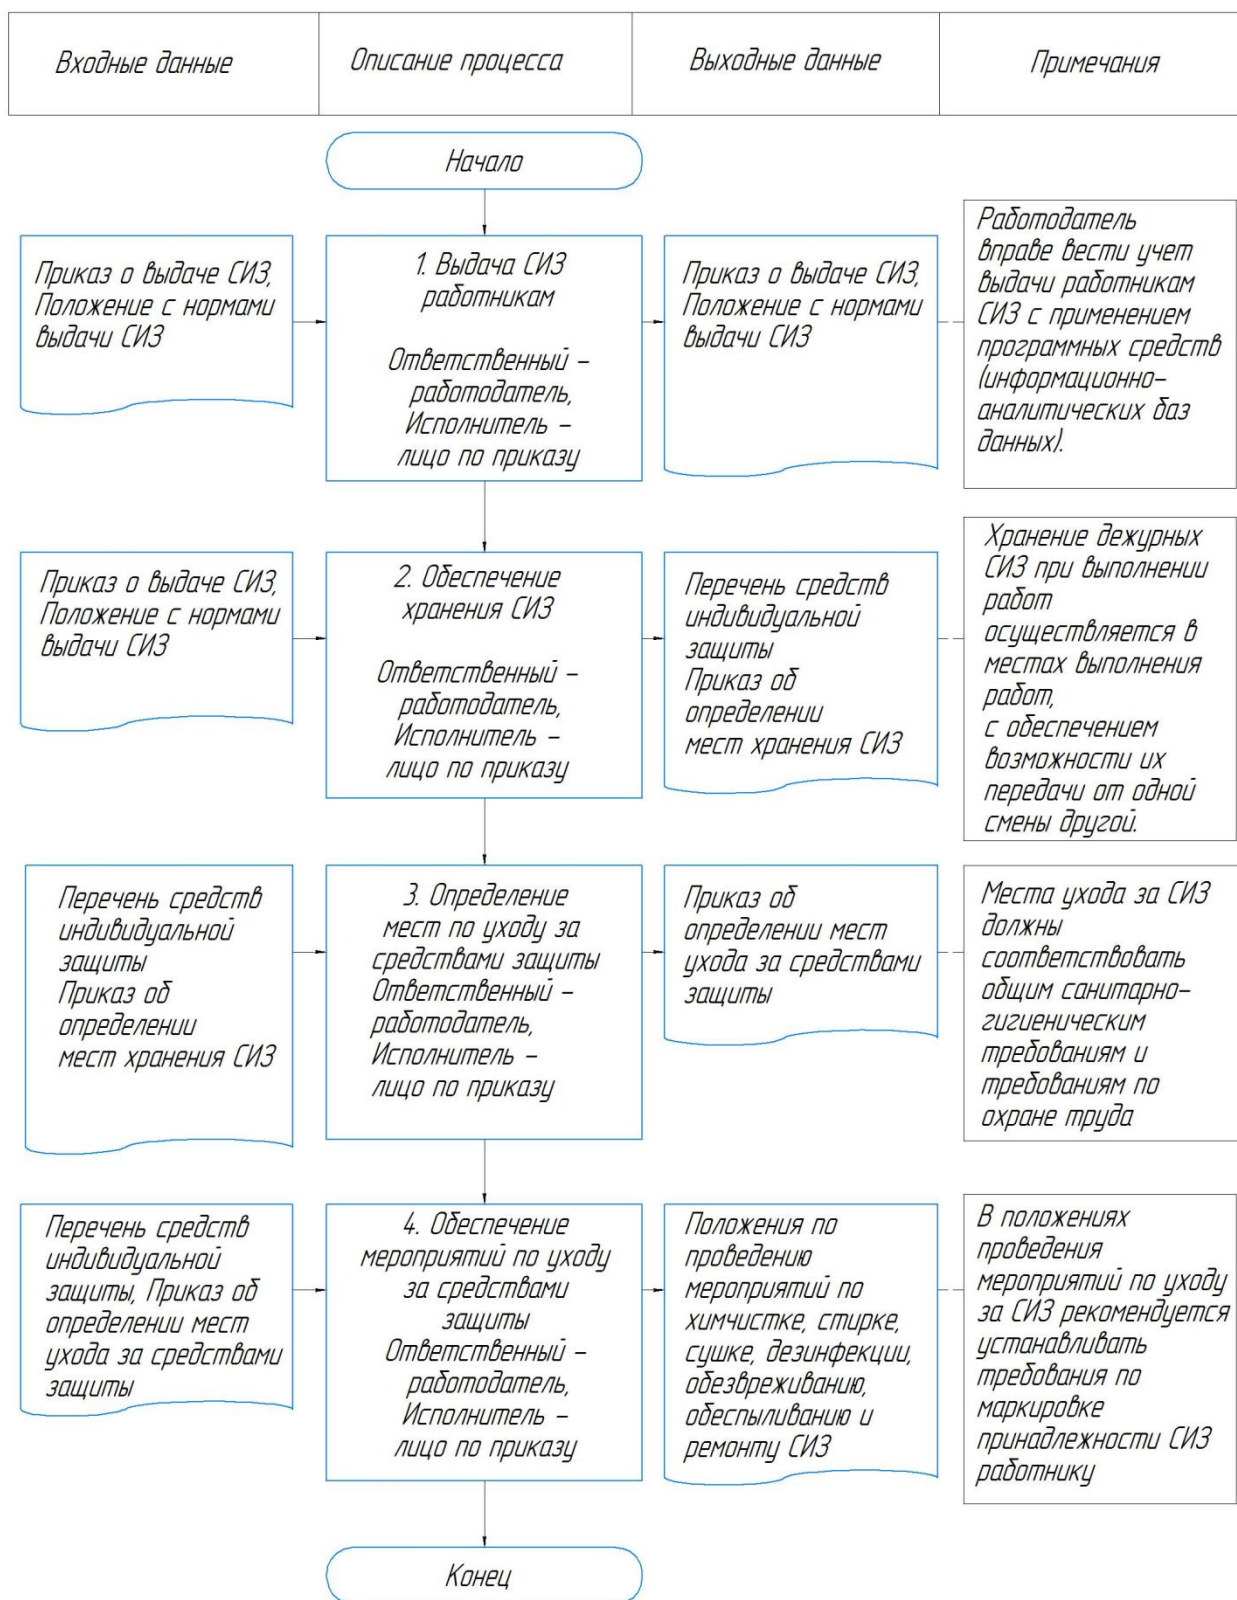 Входные данные
Описание процесса
Выходные данные
Примечания
Начало
Приказ о выдаче СИЗ,
Положение с нормами
выдачи СИЗ
1. Выдача СИЗ
работникам
Ответственный –
работодатель,
Исполнитель –
лицо по приказу
Приказ о выдаче СИЗ,
Положение с нормами
выдачи СИЗ
Работодатель
вправе вести учет
выдачи работникам
СИЗ с применением
программных средств
(информационно-
аналитических баз
данных).
Приказ о выдаче СИЗ,
Положение с нормами
выдачи СИЗ
2. Обеспечение
хранения СИЗ
Ответственный –
работодатель,
Исполнитель –
лицо по приказу
Перечень средств
индивидуальной
защиты
Приказ об
определении
мест хранения СИЗ
Хранение дежурных
СИЗ при выполнении
работ
осуществляется в
местах выполнения
работ,
с обеспечением
возможности их
передачи от одной
смены другой.
Перечень средств
индивидуальной
защиты
Приказ об
определении
мест хранения СИЗ
3. Определение
мест по уходу за
средствами защиты
Ответственный –
работодатель,
Исполнитель –
лицо по приказу
Приказ об
определении мест
ухода за средствами
защиты
Места ухода за СИЗ
должны
соответствовать
общим санитарно-
гигиеническим
требованиям и
требованиям по
охране труда
Перечень средств
индивидуальной
защиты, Приказ об
определении мест
ухода за средствами
защиты
4. Обеспечение
мероприятий по уходу
за средствами
защиты
Ответственный –
работодатель,
Исполнитель –
лицо по приказу
Положения по
проведению
мероприятий по
химчистке, стирке,
сушке, дезинфекции,
обезвреживанию,
обеспыливанию и
ремонту СИЗ
В положениях
проведения
мероприятий по уходу
за СИЗ рекомендуется
устанавливать
требования по
маркировке
принадлежности СИЗ
работнику
Конец